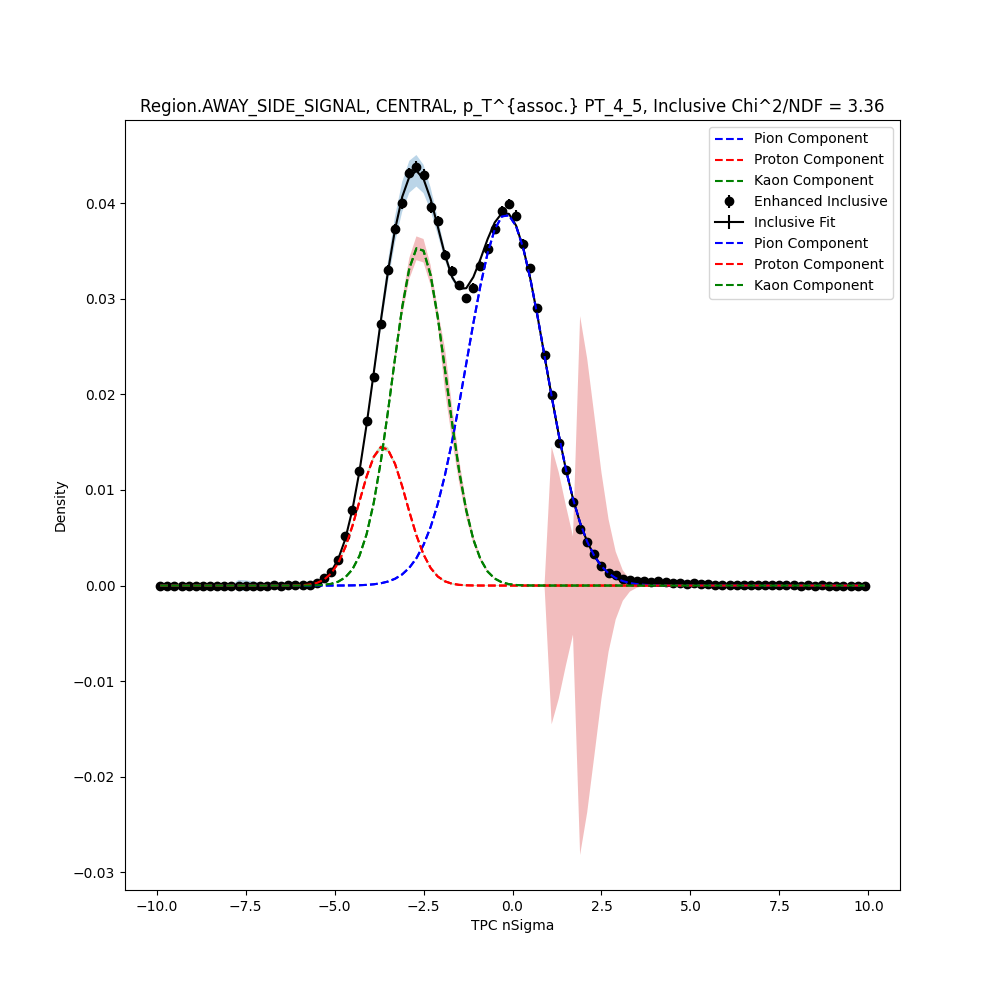 Region.AWAY_SIDE_SIGNAL, CENTRAL, p_T^{assoc.} PT_4_5, Inclusive Chi^2/NDF = 3.36
Pion Component
Proton Component
Kaon Component
Enhanced Inclusive
Inclusive Fit
Pion Component
Proton Component
Kaon Component
0.04
0.03
0.02
0.01
0.00
−0.01
−0.02
−0.03
Density
−10.0 −7.5 −5.0 −2.5 0.0 2.5 5.0 7.5 10.0
TPC nSigma